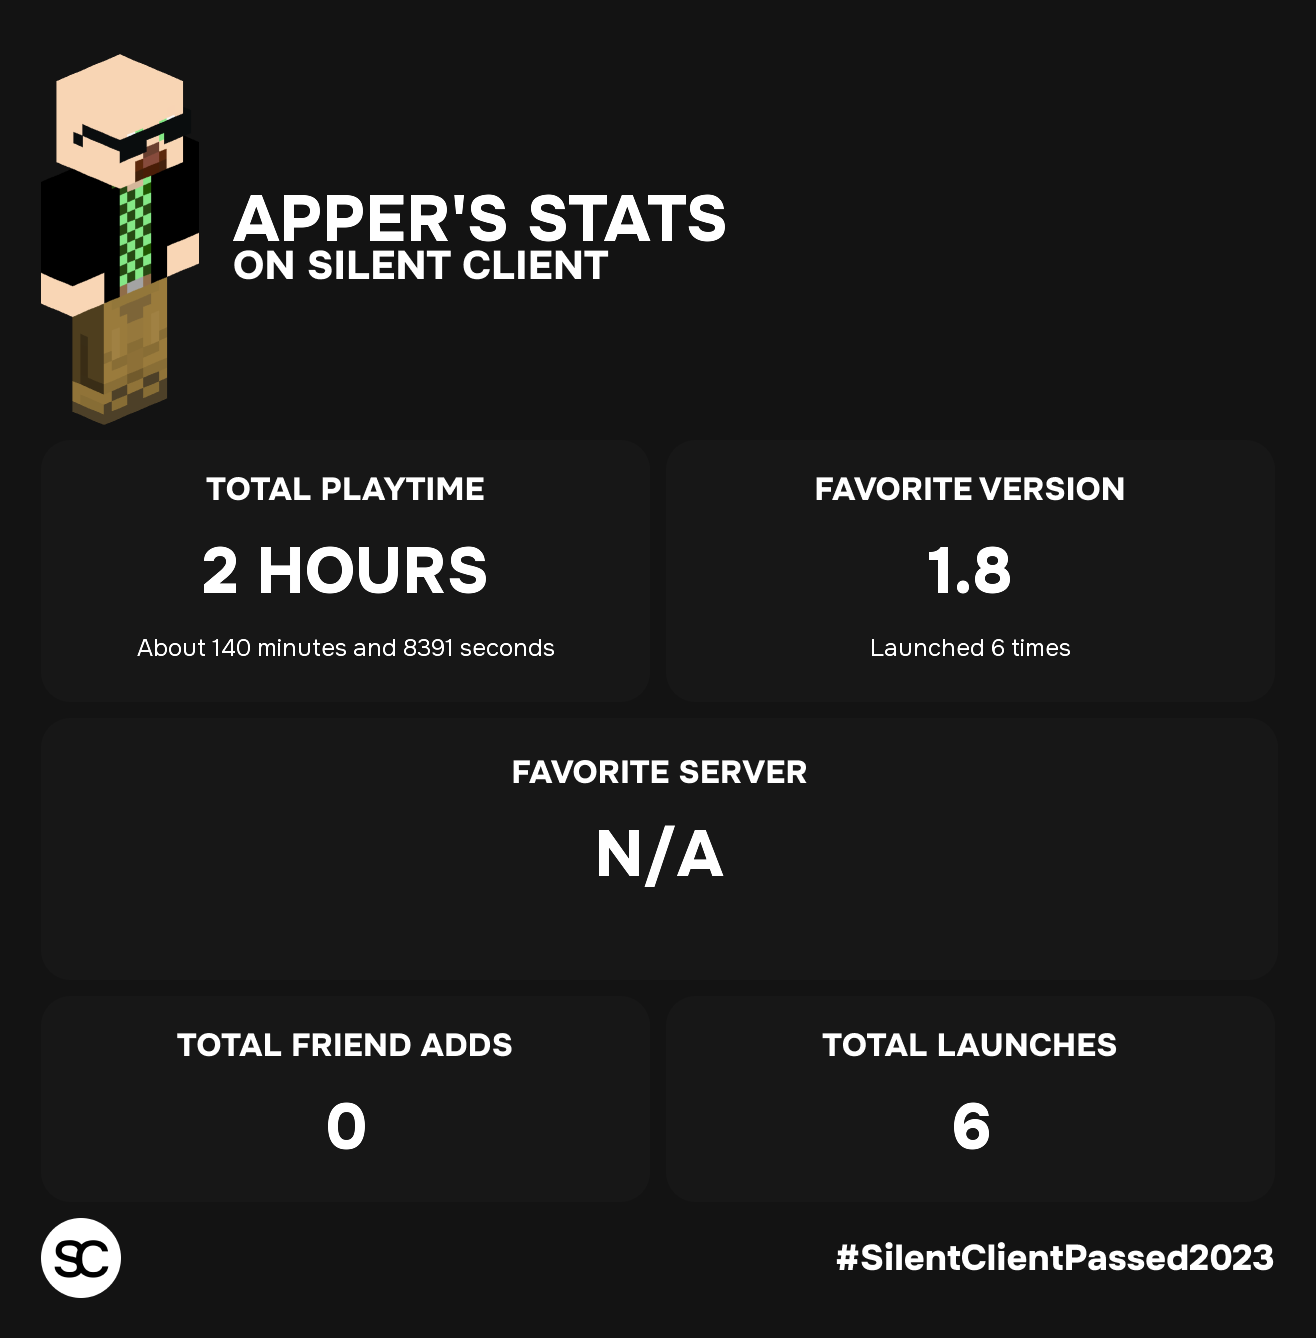 APPER'S STATS
ON SILENT CLIENT
TOTAL PLAYTIME
2 HOURS
About 140 minutes and 8391 seconds
FAVORITE VERSION
1.8
Launched 6 times
FAVORITE SERVER
N/A
TOTAL FRIEND ADDS
0
TOTAL LAUNCHES
6
SC
#SilentClientPassed2023